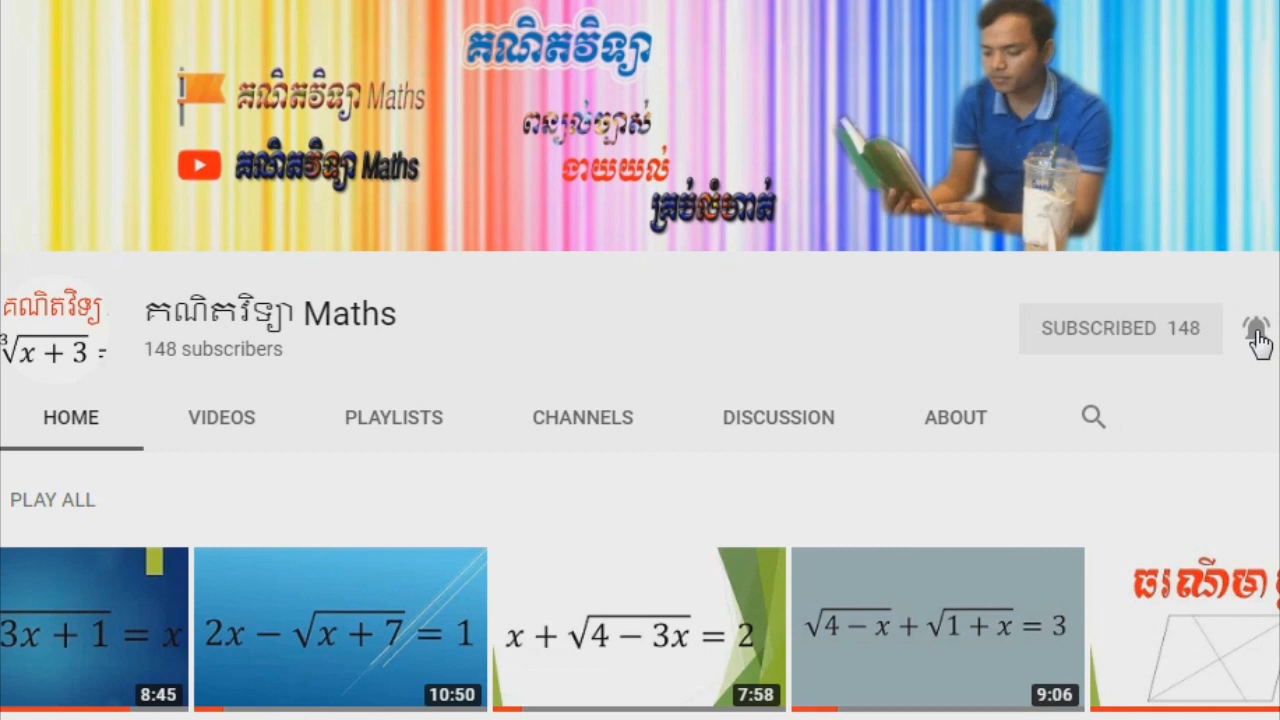 គណិតវិទ្យា
គណិតវិទ្យា Maths
ពន្យល់ច្បាស់
គណិតវិទ្យា Maths
ងាយយល់
គ្រប់លំហាត់
គណិតវិទ្យា
∛x + 3 =
គណិតវិទ្យា Maths
148 subscribers
SUBSCRIBED 148
HOME VIDEOS PLAYLISTS CHANNELS DISCUSSION ABOUT
PLAY ALL
3x + 1 = x
8:45
2x − √x + 7 = 1
10:50
x + √4 − 3x = 2
7:58
√4 − x + √1 + x = 3
9:06